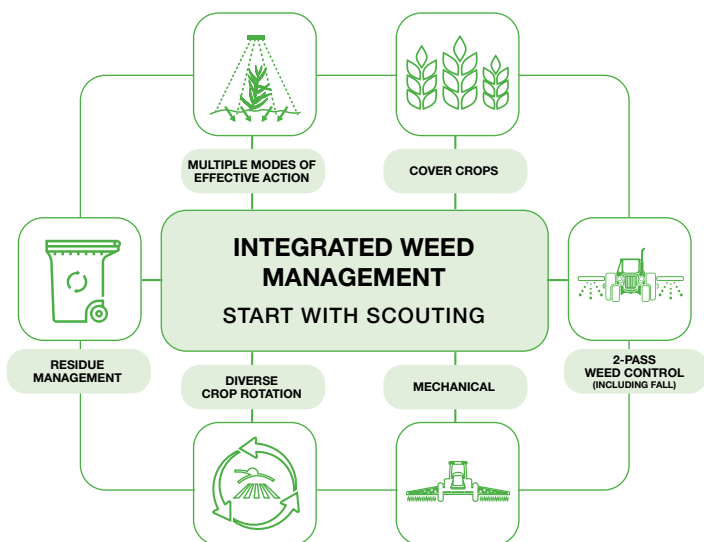 MULTIPLE MODES OF
EFFECTIVE ACTION
COVER CROPS
INTEGRATED WEED
MANAGEMENT
START WITH SCOUTING
RESIDUE
MANAGEMENT
DIVERSE
CROP ROTATION
MECHANICAL
2-PASS
WEED CONTROL
(INCLUDING FALL)